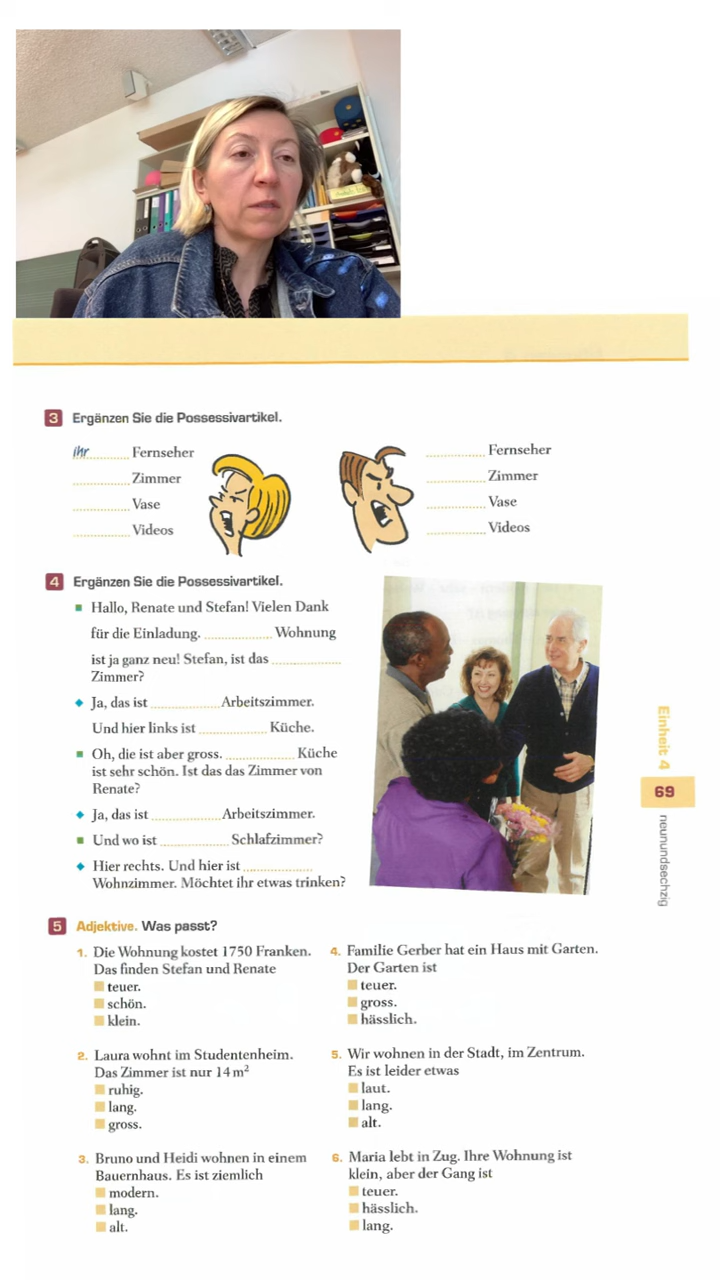 3 Ergänzen Sie die Possessivartikel.
Ihr Fernseher
Zimmer
Vase
Videos
Fernseher
Zimmer
Vase
Videos
4 Ergänzen Sie die Possessivartikel.
Hallo, Renate und Stefan! Vielen Dank
für die Einladung. ............... Wohnung
ist ja ganz neu! Stefan, ist das ...............
Zimmer?
Ja, das ist ............... Arbeitszimmer.
Und hier links ist ............... Küche.
Oh, die ist aber gross. ............... Küche
ist sehr schön. Ist das das Zimmer von
Renate?
Ja, das ist ............... Arbeitszimmer.
Und wo ist ............... Schlafzimmer?
Hier rechts. Und hier ist ...............
Wohnzimmer. Möchtet ihr etwas trinken?
Einheit 4
69
neunundsechzig
5 Adjektive. Was passt?
1. Die Wohnung kostet 1750 Franken.
Das finden Stefan und Renate
teuer.
schön.
klein.
2. Laura wohnt im Studentenheim.
Das Zimmer ist nur 14 m²
ruhig.
lang.
gross.
3. Bruno und Heidi wohnen in einem
Bauernhaus. Es ist ziemlich
modern.
lang.
alt.
4. Familie Gerber hat ein Haus mit Garten.
Der Garten ist
teuer.
gross.
hässlich.
5. Wir wohnen in der Stadt, im Zentrum.
Es ist leider etwas
laut.
lang.
alt.
6. Maria lebt in Zug. Ihre Wohnung ist
klein, aber der Gang ist
teuer.
hässlich.
lang.